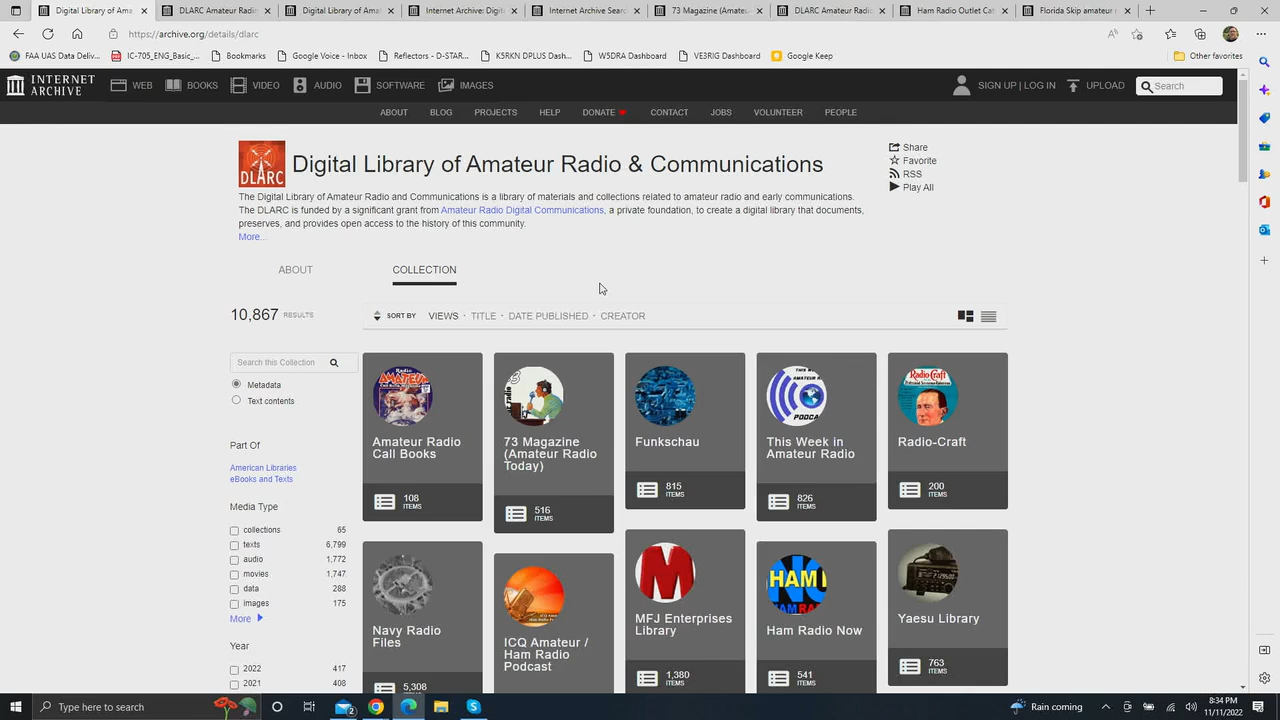 Digital Library of Ama
DLARC Amateur Radio
Digital Library of Amat
Internet Archive: Digit
Internet Archive Searc
73 Magazine (Amateu
DLARC Amateur Radio
Ham Radio Outlet Cat
Florida Skip amateur r
https://archive.org/details/dlarc
FAA UAS Data Deliv...
IC-705_ENG_Basic_...
Bookmarks
Google Voice - Inbox
Reflectors - D-STAR...
K5RKN DPLUS Dash...
W5DRA Dashboard
VE3RIG Dashboard
Google Keep
Other favorites
INTERNET ARCHIVE
WEB
BOOKS
VIDEO
AUDIO
SOFTWARE
IMAGES
SIGN UP | LOG IN
UPLOAD
Search
ABOUT
BLOG
PROJECTS
HELP
DONATE
CONTACT
JOBS
VOLUNTEER
PEOPLE
DLARC
Digital Library of Amateur Radio & Communications
The Digital Library of Amateur Radio and Communications is a library of materials and collections related to amateur radio and early communications.
The DLARC is funded by a significant grant from Amateur Radio Digital Communications, a private foundation, to create a digital library that documents,
preserves, and provides open access to the history of this community.
More...
Share
Favorite
RSS
Play All
ABOUT
COLLECTION
10,867 RESULTS
SORT BY VIEWS · TITLE · DATE PUBLISHED · CREATOR
Search this Collection
Metadata
Text contents
Part Of
American Libraries
eBooks and Texts
Media Type
collections 65
texts 6,799
audio 1,772
movies 1,747
data 288
images 175
More
Year
2022 417
2021 408
Amateur Radio
Call Books
108
ITEMS
73 Magazine
(Amateur Radio
Today)
516
ITEMS
Funkschau
815
ITEMS
This Week in
Amateur Radio
826
ITEMS
Radio-Craft
Radio-Craft
200
ITEMS
Navy Radio
Files
5,308
ITEMS
ICQ Amateur /
Ham Radio
Podcast
MFJ Enterprises
Library
1,380
ITEMS
HAM
Ham Radio Now
541
ITEMS
Yaesu Library
763
ITEMS
Type here to search
Rain coming
8:34 PM
11/11/2022